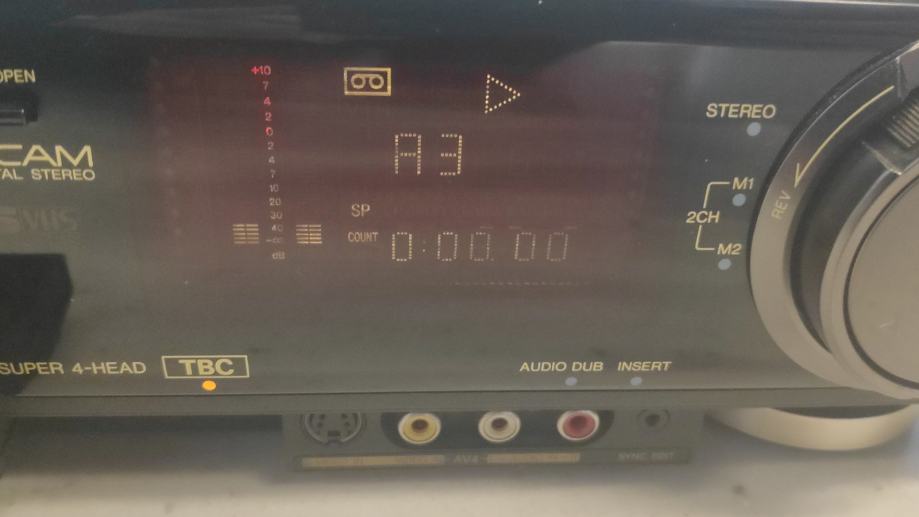 OPEN
CAM
TAL STEREO
+10
7
4
2
0
2
4
7
10
20
30
40
-∞
dB
A3
SP
COUNT 0:00.00
STEREO
M1
2CH
M2
REV
SUPER 4-HEAD TBC
AUDIO DUB INSERT
AV4
SYNC EDIT